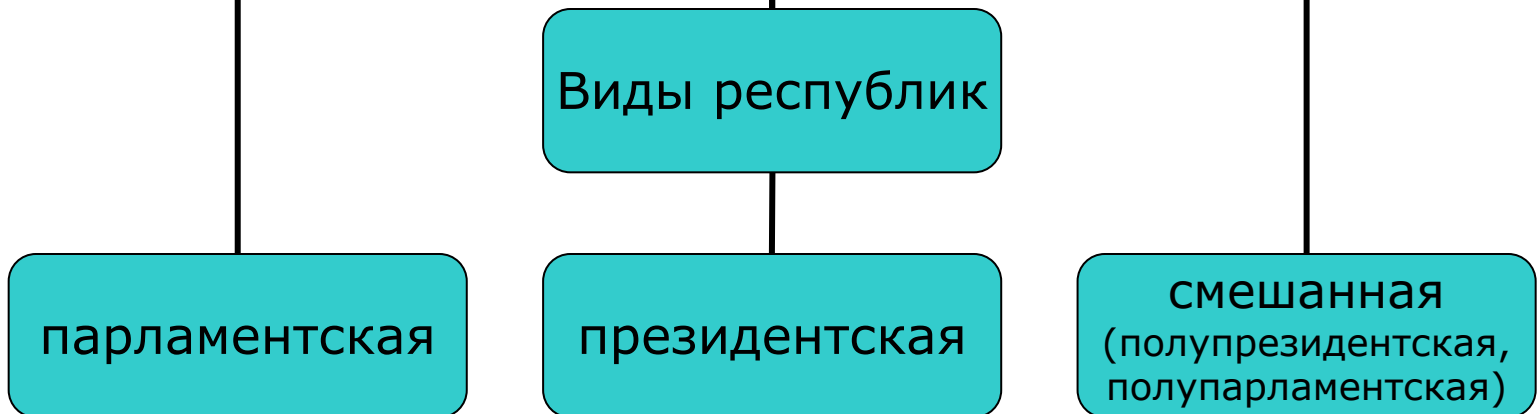 Виды республик
парламентская
президентская
смешанная
(полупрезидентская,
полупарламентская)